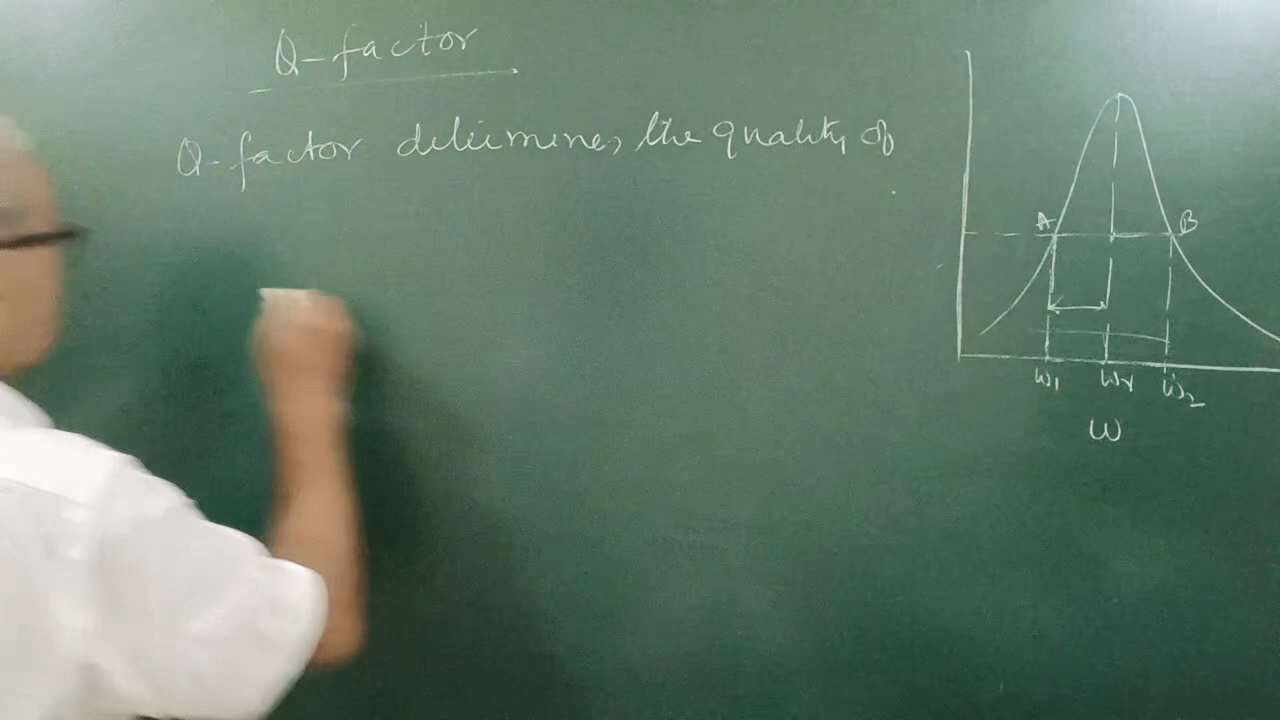 Q-factor
Q-factor determines the quality of
A B
ω₁ ωr ω₂
ω